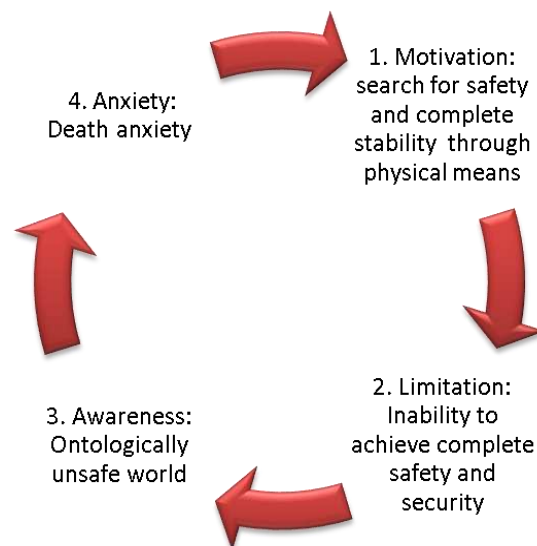 1. Motivation:
search for safety
and complete
stability through
physical means
2. Limitation:
Inability to
achieve complete
safety and
security
3. Awareness:
Ontologically
unsafe world
4. Anxiety:
Death anxiety